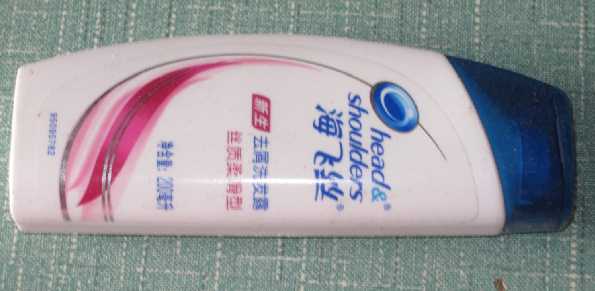 head&
shoulders®
海飞丝®
新生 去屑洗发露
丝质柔滑型
净含量: 200毫升
99095782